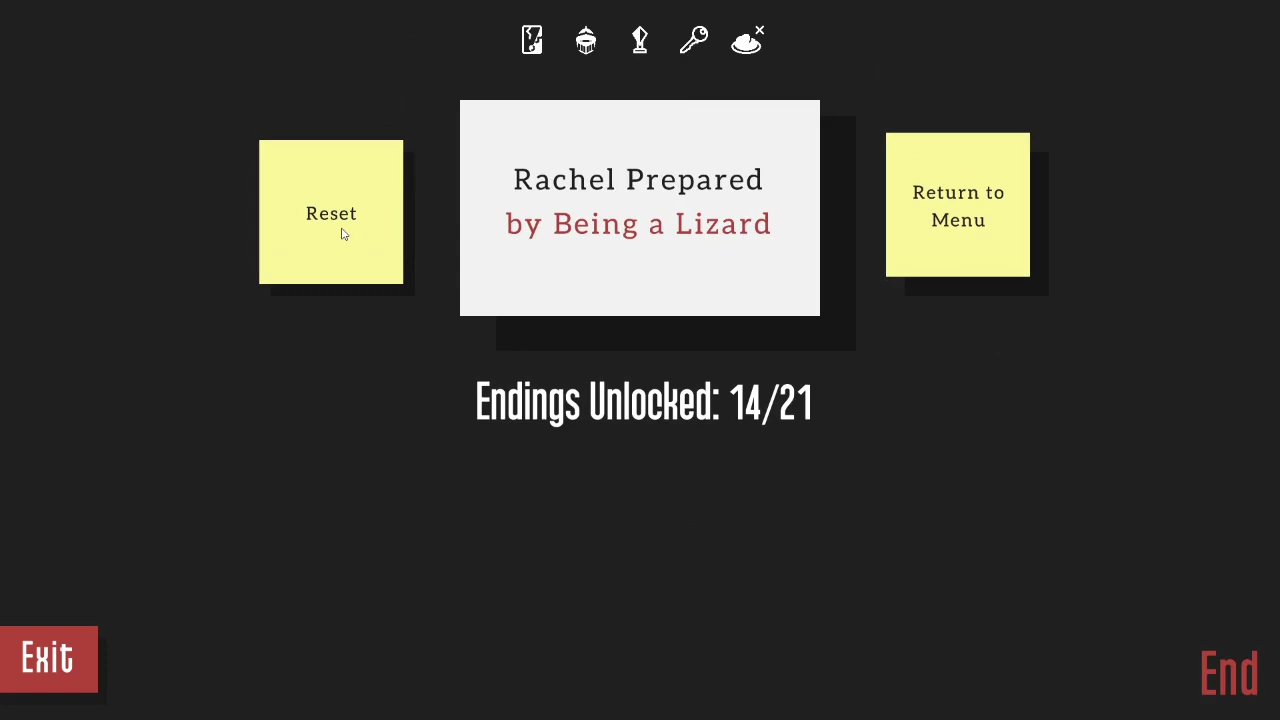 Rachel Prepared
by Being a Lizard
Reset
Return to
Menu
Endings Unlocked: 14/21
Exit
End